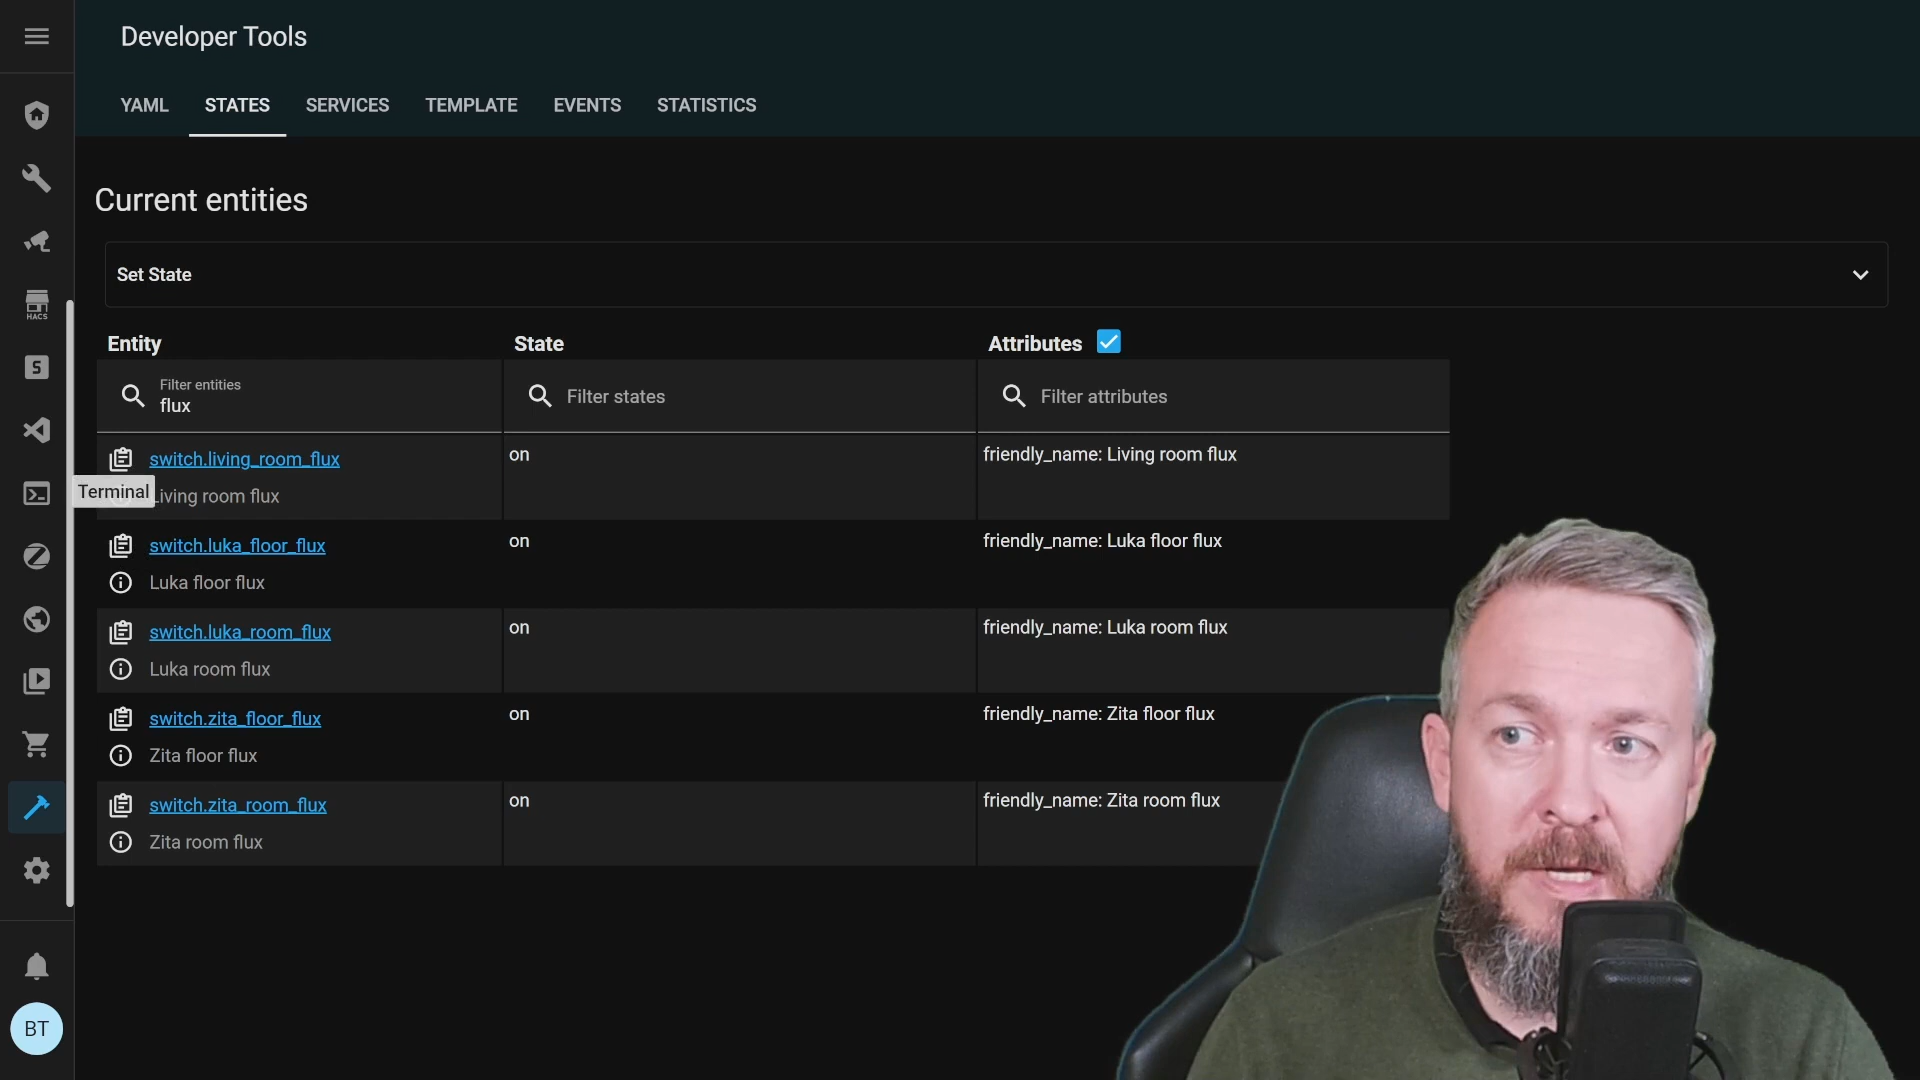 Developer Tools
YAML STATES SERVICES TEMPLATE EVENTS STATISTICS
Current entities
Set State
Entity State Attributes
Filter entities
flux Filter states Filter attributes
switch.living_room_flux on friendly_name: Living room flux
Terminal Living room flux
switch.luka_floor_flux on friendly_name: Luka floor flux
Luka floor flux
switch.luka_room_flux on friendly_name: Luka room flux
Luka room flux
switch.zita_floor_flux on friendly_name: Zita floor flux
Zita floor flux
switch.zita_room_flux on friendly_name: Zita room flux
Zita room flux
HACS
S
BT